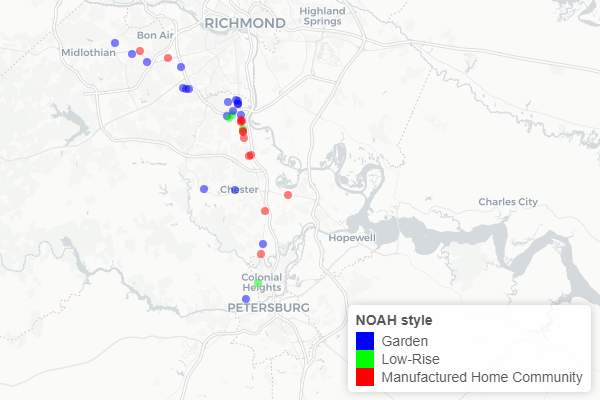 Highland
Springs
RICHMOND
Bon Air
Midlothian
Chester
Charles City
Hopewell
Colonial
Heights
PETERSBURG
NOAH style
Garden
Low-Rise
Manufactured Home Community